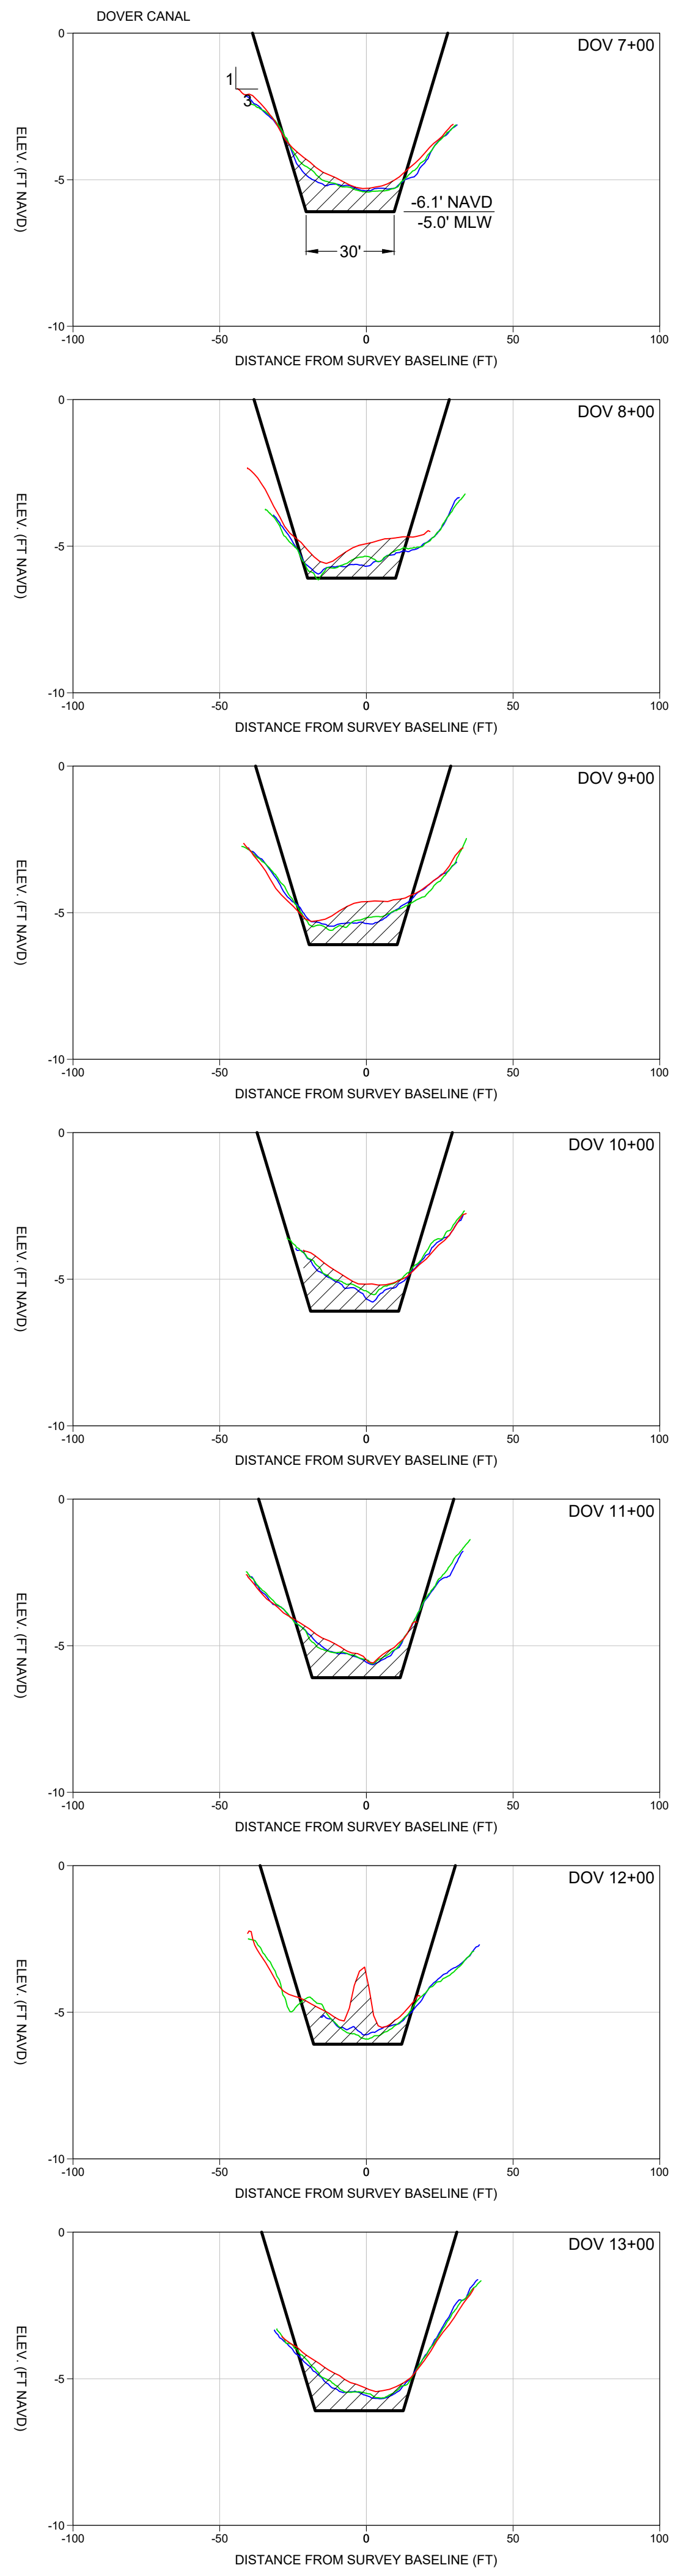 DOVER CANAL
DOV 7+00
0
1
3
ELEV. (FT NAVD)
-5
-6.1' NAVD
-5.0' MLW
30'
-10
-100 -50 0 50 100
DISTANCE FROM SURVEY BASELINE (FT)
DOV 8+00
0
ELEV. (FT NAVD)
-5
-10
-100 -50 0 50 100
DISTANCE FROM SURVEY BASELINE (FT)
DOV 9+00
0
ELEV. (FT NAVD)
-5
-10
-100 -50 0 50 100
DISTANCE FROM SURVEY BASELINE (FT)
DOV 10+00
0
ELEV. (FT NAVD)
-5
-10
-100 -50 0 50 100
DISTANCE FROM SURVEY BASELINE (FT)
DOV 11+00
0
ELEV. (FT NAVD)
-5
-10
-100 -50 0 50 100
DISTANCE FROM SURVEY BASELINE (FT)
DOV 12+00
0
ELEV. (FT NAVD)
-5
-10
-100 -50 0 50 100
DISTANCE FROM SURVEY BASELINE (FT)
DOV 13+00
0
ELEV. (FT NAVD)
-5
-10
-100 -50 0 50 100
DISTANCE FROM SURVEY BASELINE (FT)